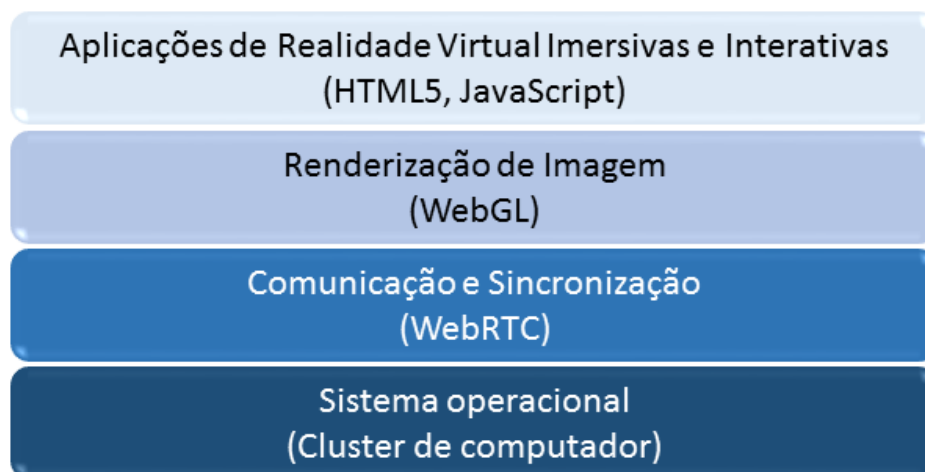 Aplicações de Realidade Virtual Imersivas e Interativas
(HTML5, JavaScript)
Renderização de Imagem
(WebGL)
Comunicação e Sincronização
(WebRTC)
Sistema operacional
(Cluster de computador)